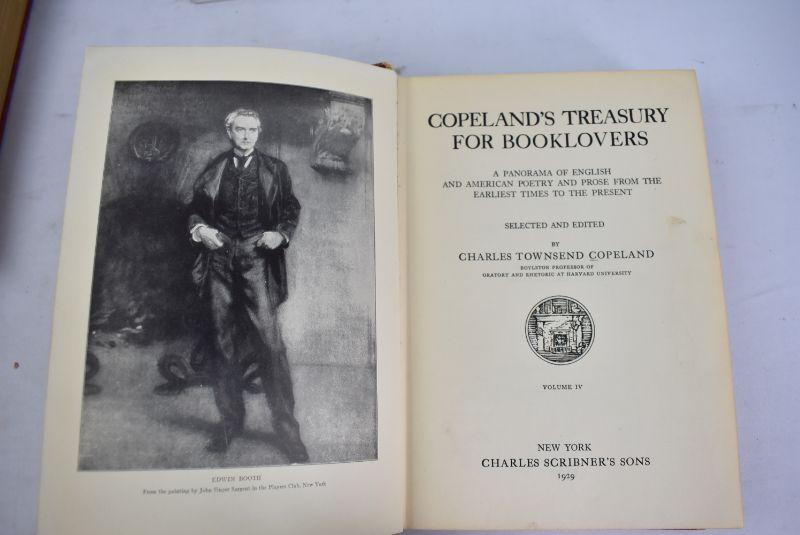 EDWIN BOOTH
From the painting by John Singer Sargent in the Players Club, New York
COPELAND'S TREASURY
FOR BOOKLOVERS
A PANORAMA OF ENGLISH
AND AMERICAN POETRY AND PROSE FROM THE
EARLIEST TIMES TO THE PRESENT
SELECTED AND EDITED
BY
CHARLES TOWNSEND COPELAND
BOYLSTON PROFESSOR OF
ORATORY AND RHETORIC AT HARVARD UNIVERSITY
VOLUME IV
NEW YORK
CHARLES SCRIBNER'S SONS
1929